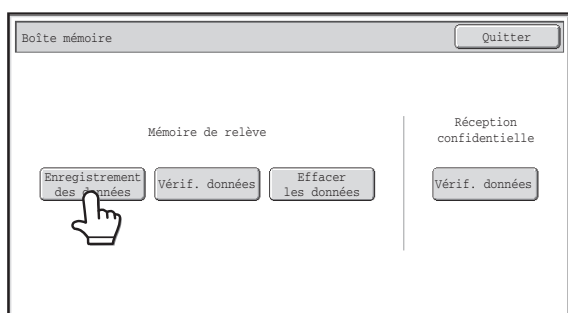 Boîte mémoire
Quitter
Mémoire de relève
Réception
confidentielle
Enregistrement
des données
Vérif. données
Effacer
les données
Vérif. données